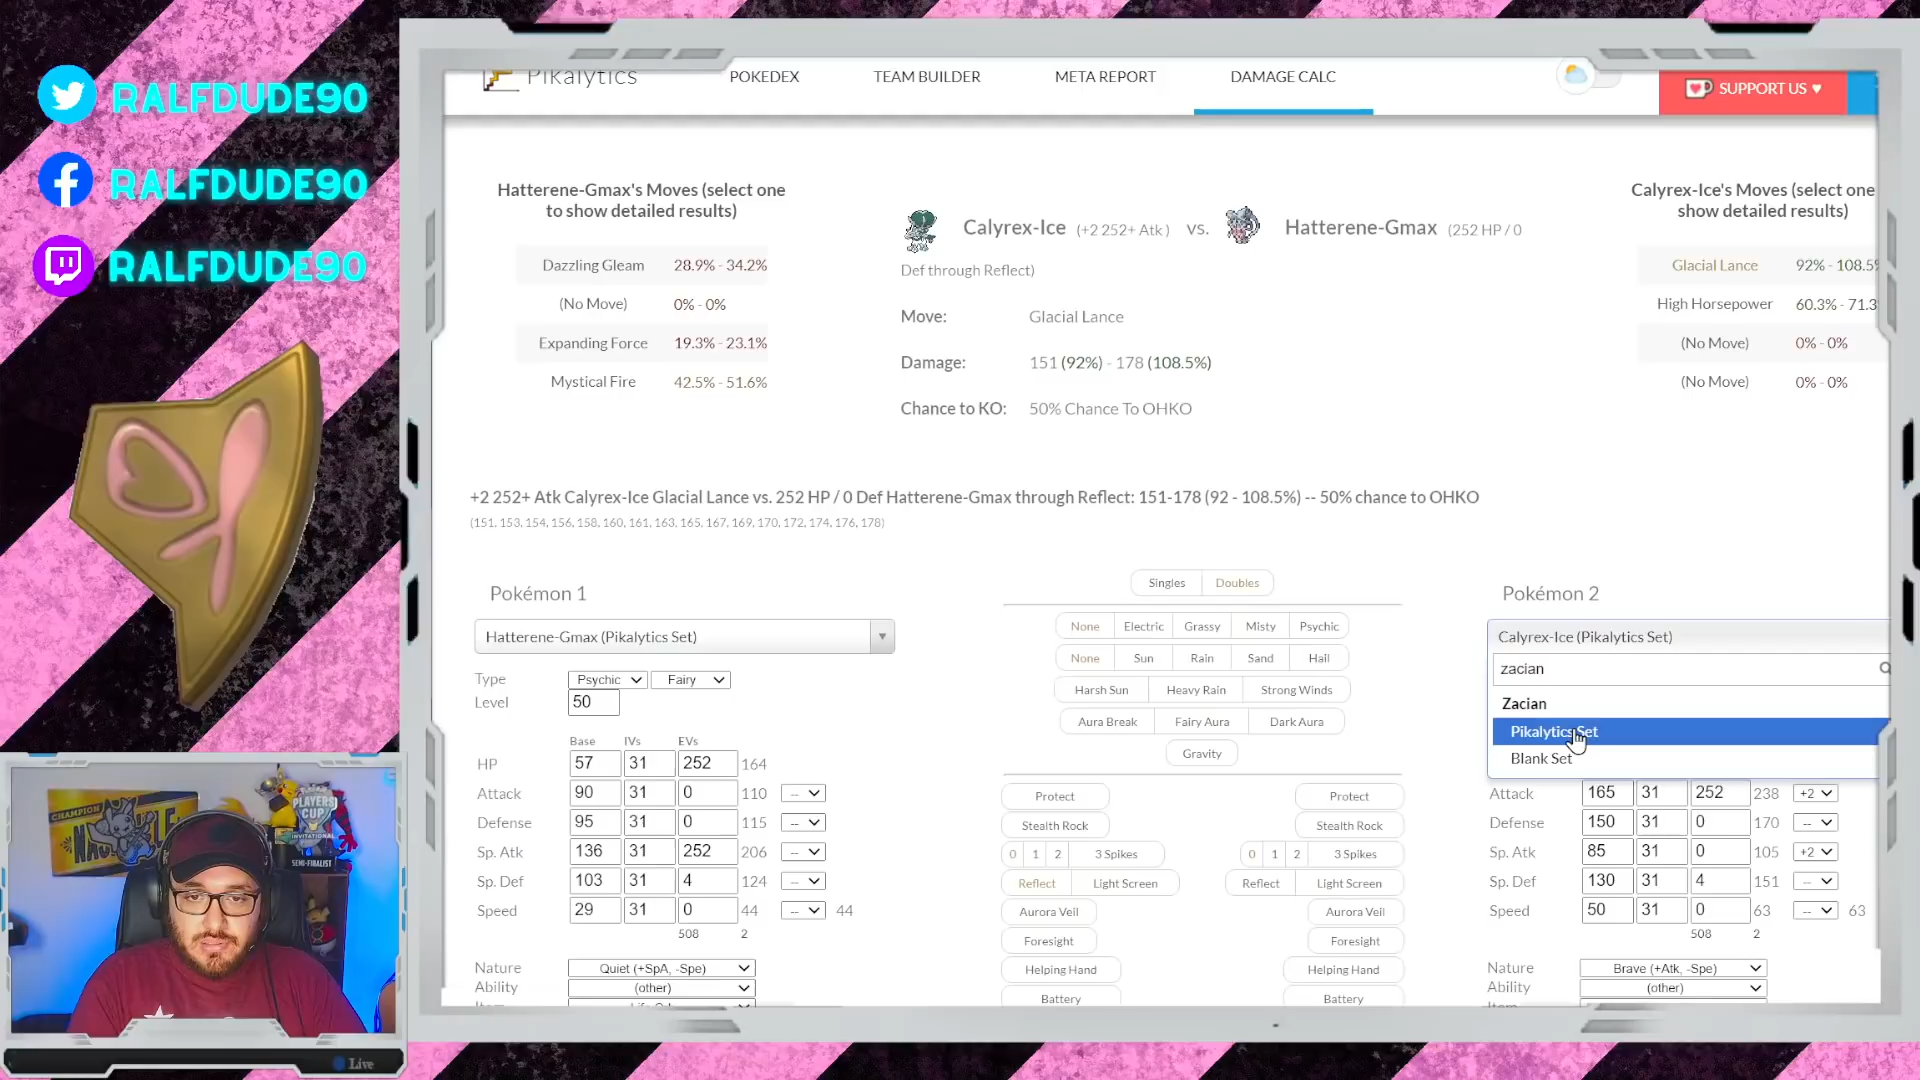 RALFDUDE90
RALFDUDE90
RALFDUDE90
Pikalytics
POKEDEX
TEAM BUILDER
META REPORT
DAMAGE CALC
SUPPORT US ♥
Hatterene-Gmax's Moves (select one
to show detailed results)
Dazzling Gleam 28.9% - 34.2%
(No Move) 0% - 0%
Expanding Force 19.3% - 23.1%
Mystical Fire 42.5% - 51.6%
Calyrex-Ice (+2 252+ Atk ) vs. Hatterene-Gmax (252 HP / 0
Def through Reflect)
Move: Glacial Lance
Damage: 151 (92%) - 178 (108.5%)
Chance to KO: 50% Chance To OHKO
Calyrex-Ice's Moves (select one
show detailed results)
Glacial Lance 92% - 108.5%
High Horsepower 60.3% - 71.3
(No Move) 0% - 0%
(No Move) 0% - 0%
+2 252+ Atk Calyrex-Ice Glacial Lance vs. 252 HP / 0 Def Hatterene-Gmax through Reflect: 151-178 (92 - 108.5%) -- 50% chance to OHKO
(151, 153, 154, 156, 158, 160, 161, 163, 165, 167, 169, 170, 172, 174, 176, 178)
Pokémon 1
Hatterene-Gmax (Pikalytics Set)
Type Psychic Fairy
Level 50
Base IVs EVs
HP 57 31 252 164
Attack 90 31 0 110 --
Defense 95 31 0 115 --
Sp. Atk 136 31 252 206 --
Sp. Def 103 31 4 124 --
Speed 29 31 0 44 -- 44
508 2
Nature Quiet (+SpA, -Spe)
Ability (other)
Singles Doubles
None Electric Grassy Misty Psychic
None Sun Rain Sand Hail
Harsh Sun Heavy Rain Strong Winds
Aura Break Fairy Aura Dark Aura
Gravity
Protect Protect
Stealth Rock Stealth Rock
0 1 2 3 Spikes 0 1 2 3 Spikes
Reflect Light Screen Reflect Light Screen
Aurora Veil Aurora Veil
Foresight Foresight
Helping Hand Helping Hand
Battery Battery
Pokémon 2
Calyrex-Ice (Pikalytics Set)
zacian
Zacian
Pikalytics Set
Blank Set
Attack 165 31 252 238 +2
Defense 150 31 0 170 --
Sp. Atk 85 31 0 105 +2
Sp. Def 130 31 4 151 --
Speed 50 31 0 63 -- 63
508 2
Nature Brave (+Atk, -Spe)
Ability (other)
CHAMPION
PLAYERS
CUP
INVITATIONAL
SEMI-FINALIST
Live